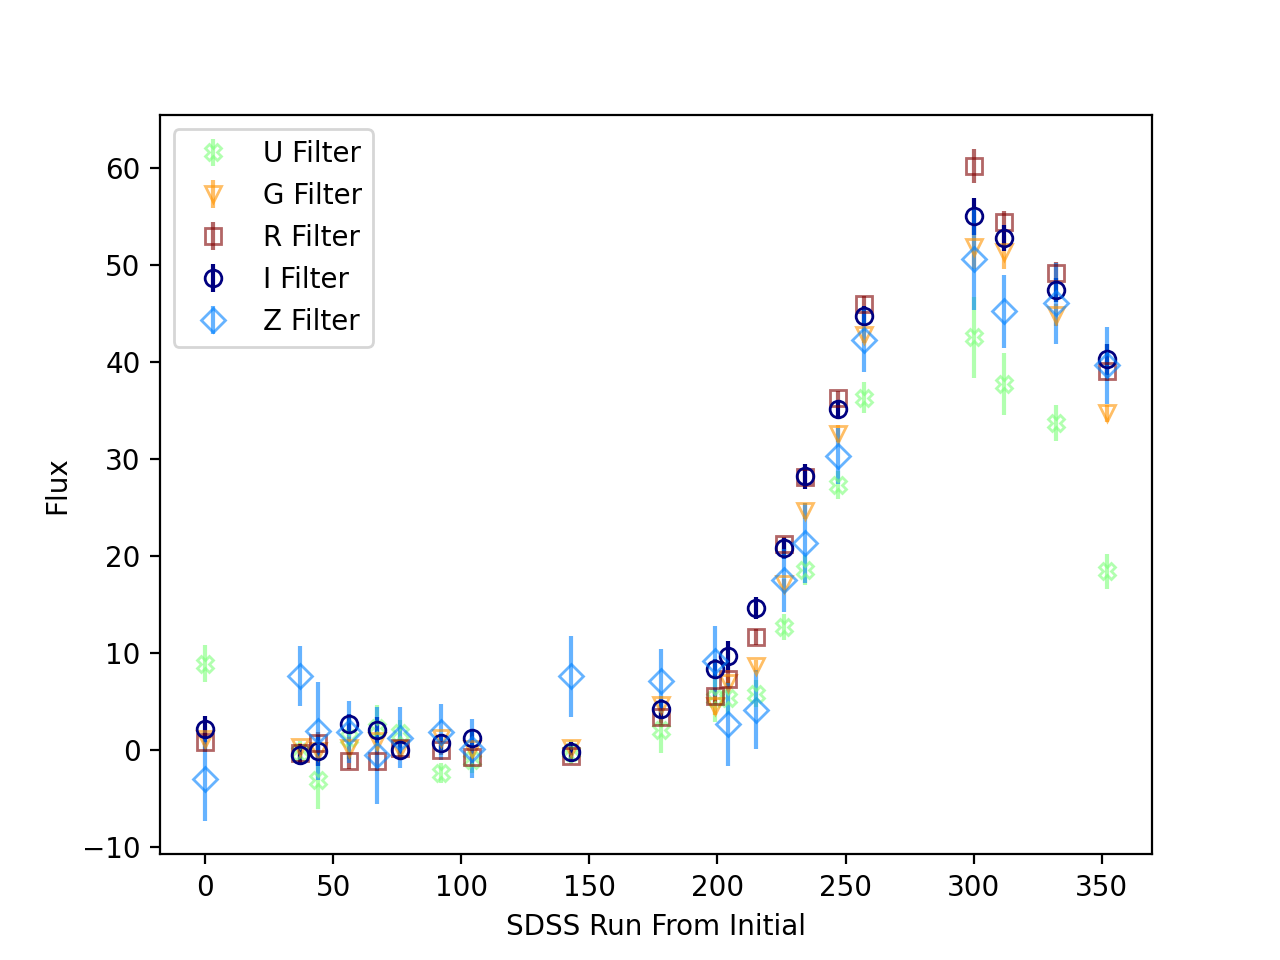 U Filter
G Filter
R Filter
I Filter
Z Filter
60
50
40
30
20
10
0
−10
Flux
0 50 100 150 200 250 300 350
SDSS Run From Initial